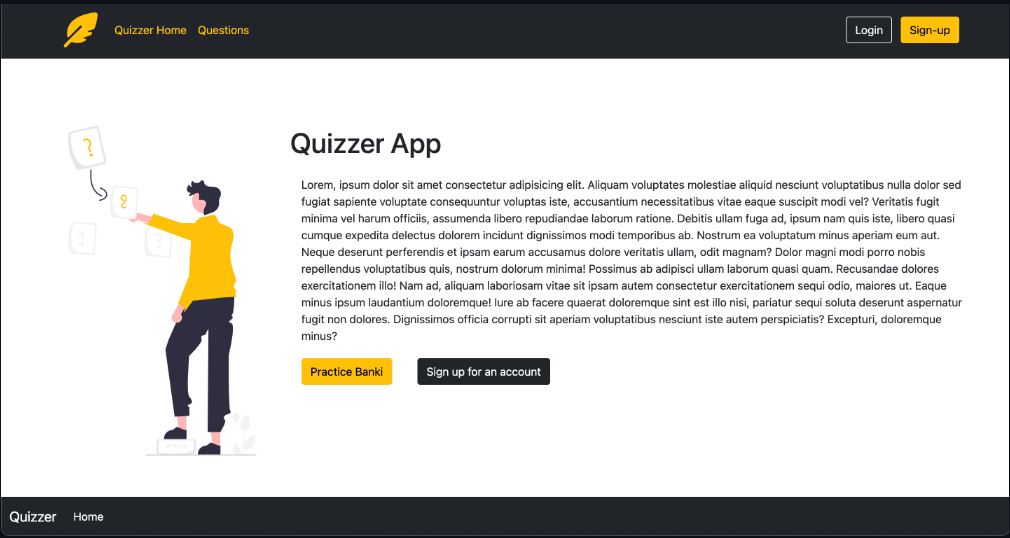 Quizzer Home Questions Login Sign-up
?
1
3
Quizzer App
Lorem, ipsum dolor sit amet consectetur adipisicing elit. Aliquam voluptates molestiae aliquid nesciunt voluptatibus nulla dolor sed
fugiat sapiente voluptate consequuntur voluptas iste, accusantium necessitatibus vitae eaque suscipit modi vel? Veritatis fugit
minima vel harum officiis, assumenda libero repudiandae laborum ratione. Debitis ullam fuga ad, ipsum nam quis iste, libero quasi
cumque expedita delectus dolorem incidunt dignissimos modi temporibus ab. Nostrum ea voluptatum minus aperiam eum aut.
Neque deserunt perferendis et ipsam earum accusamus dolore veritatis ullam, odit magnam? Dolor magni modi porro nobis
repellendus voluptatibus quis, nostrum dolorum minima! Possimus ab adipisci ullam laborum quasi quam. Recusandae dolores
exercitationem illo! Nam ad, aliquam laboriosam vitae sit ipsam autem consectetur exercitationem sequi odio, maiores ut. Eaque
minus ipsum laudantium doloremque! Iure ab facere quaerat doloremque sint est illo nisi, pariatur sequi soluta deserunt aspernatur
fugit non dolores. Dignissimos officia corrupti sit aperiam voluptatibus nesciunt iste autem perspiciatis? Excepturi, doloremque
minus?
Practice Banki Sign up for an account
Quizzer Home